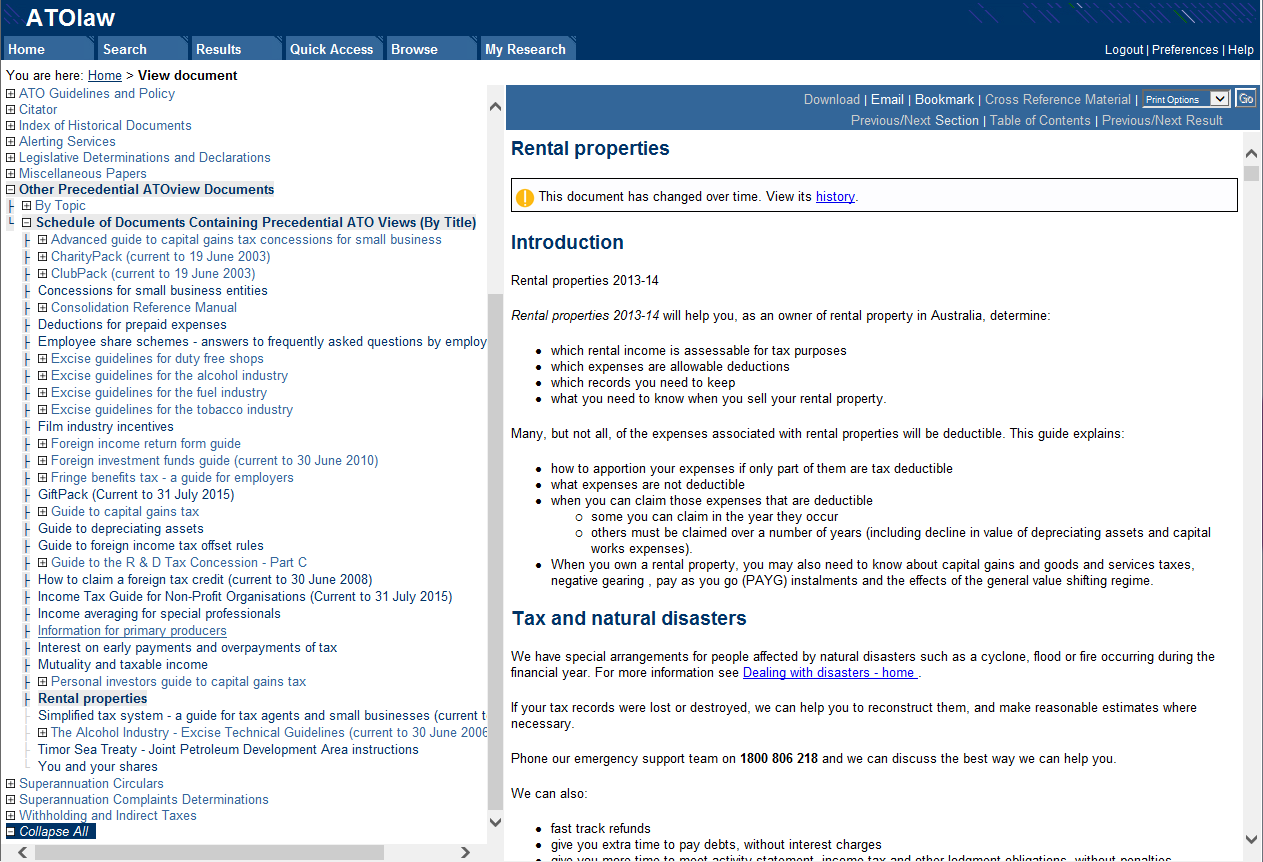 ATOlaw
Home
Search
Results
Quick Access
Browse
My Research
Logout | Preferences | Help
You are here: Home > View document
ATO Guidelines and Policy
Citator
Index of Historical Documents
Alerting Services
Legislative Determinations and Declarations
Miscellaneous Papers
Other Precedential ATOview Documents
By Topic
Schedule of Documents Containing Precedential ATO Views (By Title)
Advanced guide to capital gains tax concessions for small business
CharityPack (current to 19 June 2003)
ClubPack (current to 19 June 2003)
Concessions for small business entities
Consolidation Reference Manual
Deductions for prepaid expenses
Employee share schemes - answers to frequently asked questions by employ
Excise guidelines for duty free shops
Excise guidelines for the alcohol industry
Excise guidelines for the fuel industry
Excise guidelines for the tobacco industry
Film industry incentives
Foreign income return form guide
Foreign investment funds guide (current to 30 June 2010)
Fringe benefits tax - a guide for employers
GiftPack (Current to 31 July 2015)
Guide to capital gains tax
Guide to depreciating assets
Guide to foreign income tax offset rules
Guide to the R & D Tax Concession - Part C
How to claim a foreign tax credit (current to 30 June 2008)
Income Tax Guide for Non-Profit Organisations (Current to 31 July 2015)
Income averaging for special professionals
Information for primary producers
Interest on early payments and overpayments of tax
Mutuality and taxable income
Personal investors guide to capital gains tax
Rental properties
Simplified tax system - a guide for tax agents and small businesses (current t
The Alcohol Industry - Excise Technical Guidelines (current to 30 June 2006
Timor Sea Treaty - Joint Petroleum Development Area instructions
You and your shares
Superannuation Circulars
Superannuation Complaints Determinations
Withholding and Indirect Taxes
Collapse All
Download | Email | Bookmark | Cross Reference Material | Print Options Go
Previous/Next Section | Table of Contents | Previous/Next Result
Rental properties
This document has changed over time. View its history.
Introduction
Rental properties 2013-14
Rental properties 2013-14 will help you, as an owner of rental property in Australia, determine:
• which rental income is assessable for tax purposes
• which expenses are allowable deductions
• which records you need to keep
• what you need to know when you sell your rental property.
Many, but not all, of the expenses associated with rental properties will be deductible. This guide explains:
• how to apportion your expenses if only part of them are tax deductible
• what expenses are not deductible
• when you can claim those expenses that are deductible
o some you can claim in the year they occur
o others must be claimed over a number of years (including decline in value of depreciating assets and capital
works expenses).
• When you own a rental property, you may also need to know about capital gains and goods and services taxes,
negative gearing , pay as you go (PAYG) instalments and the effects of the general value shifting regime.
Tax and natural disasters
We have special arrangements for people affected by natural disasters such as a cyclone, flood or fire occurring during the
financial year. For more information see Dealing with disasters - home .
If your tax records were lost or destroyed, we can help you to reconstruct them, and make reasonable estimates where
necessary.
Phone our emergency support team on 1800 806 218 and we can discuss the best way we can help you.
We can also:
• fast track refunds
• give you extra time to pay debts, without interest charges
• give you more time to meet activity statement, income tax and other lodgment obligations, without penalties